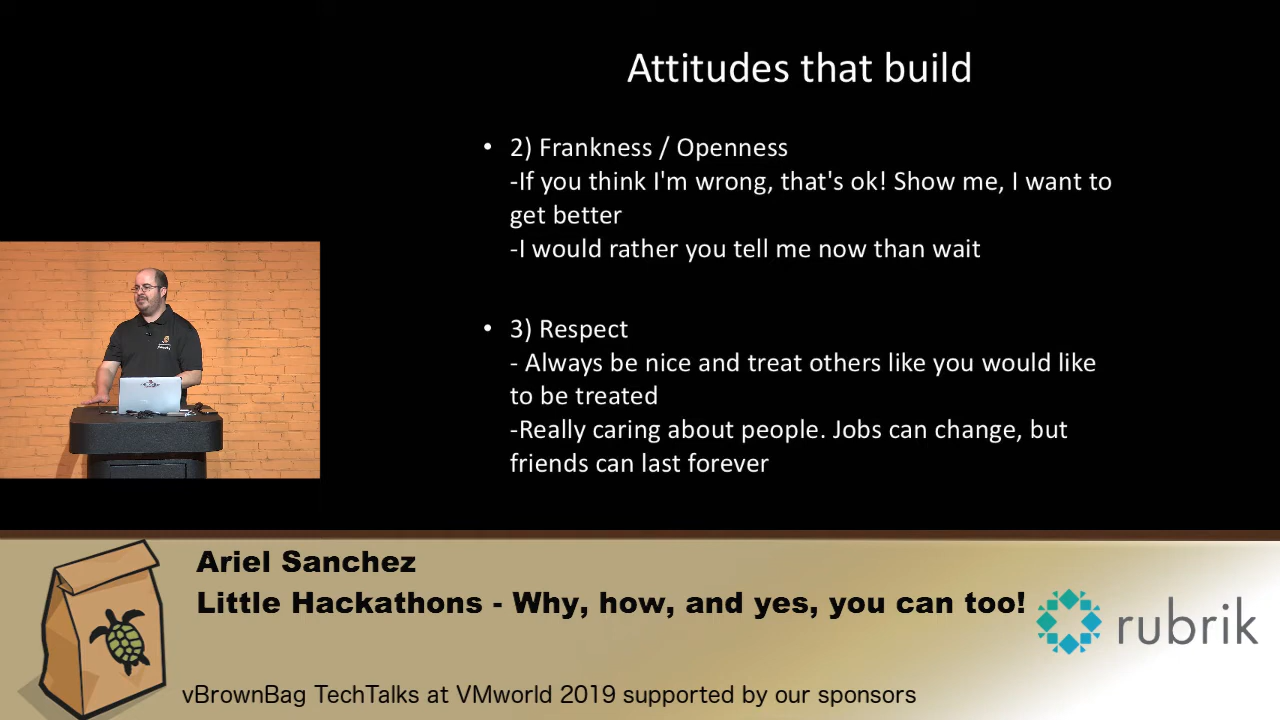 Attitudes that build
• 2) Frankness / Openness
-If you think I'm wrong, that's ok! Show me, I want to
get better
-I would rather you tell me now than wait
• 3) Respect
- Always be nice and treat others like you would like
to be treated
-Really caring about people. Jobs can change, but
friends can last forever
Ariel Sanchez
Little Hackathons - Why, how, and yes, you can too!
rubrik
vBrownBag TechTalks at VMworld 2019 supported by our sponsors